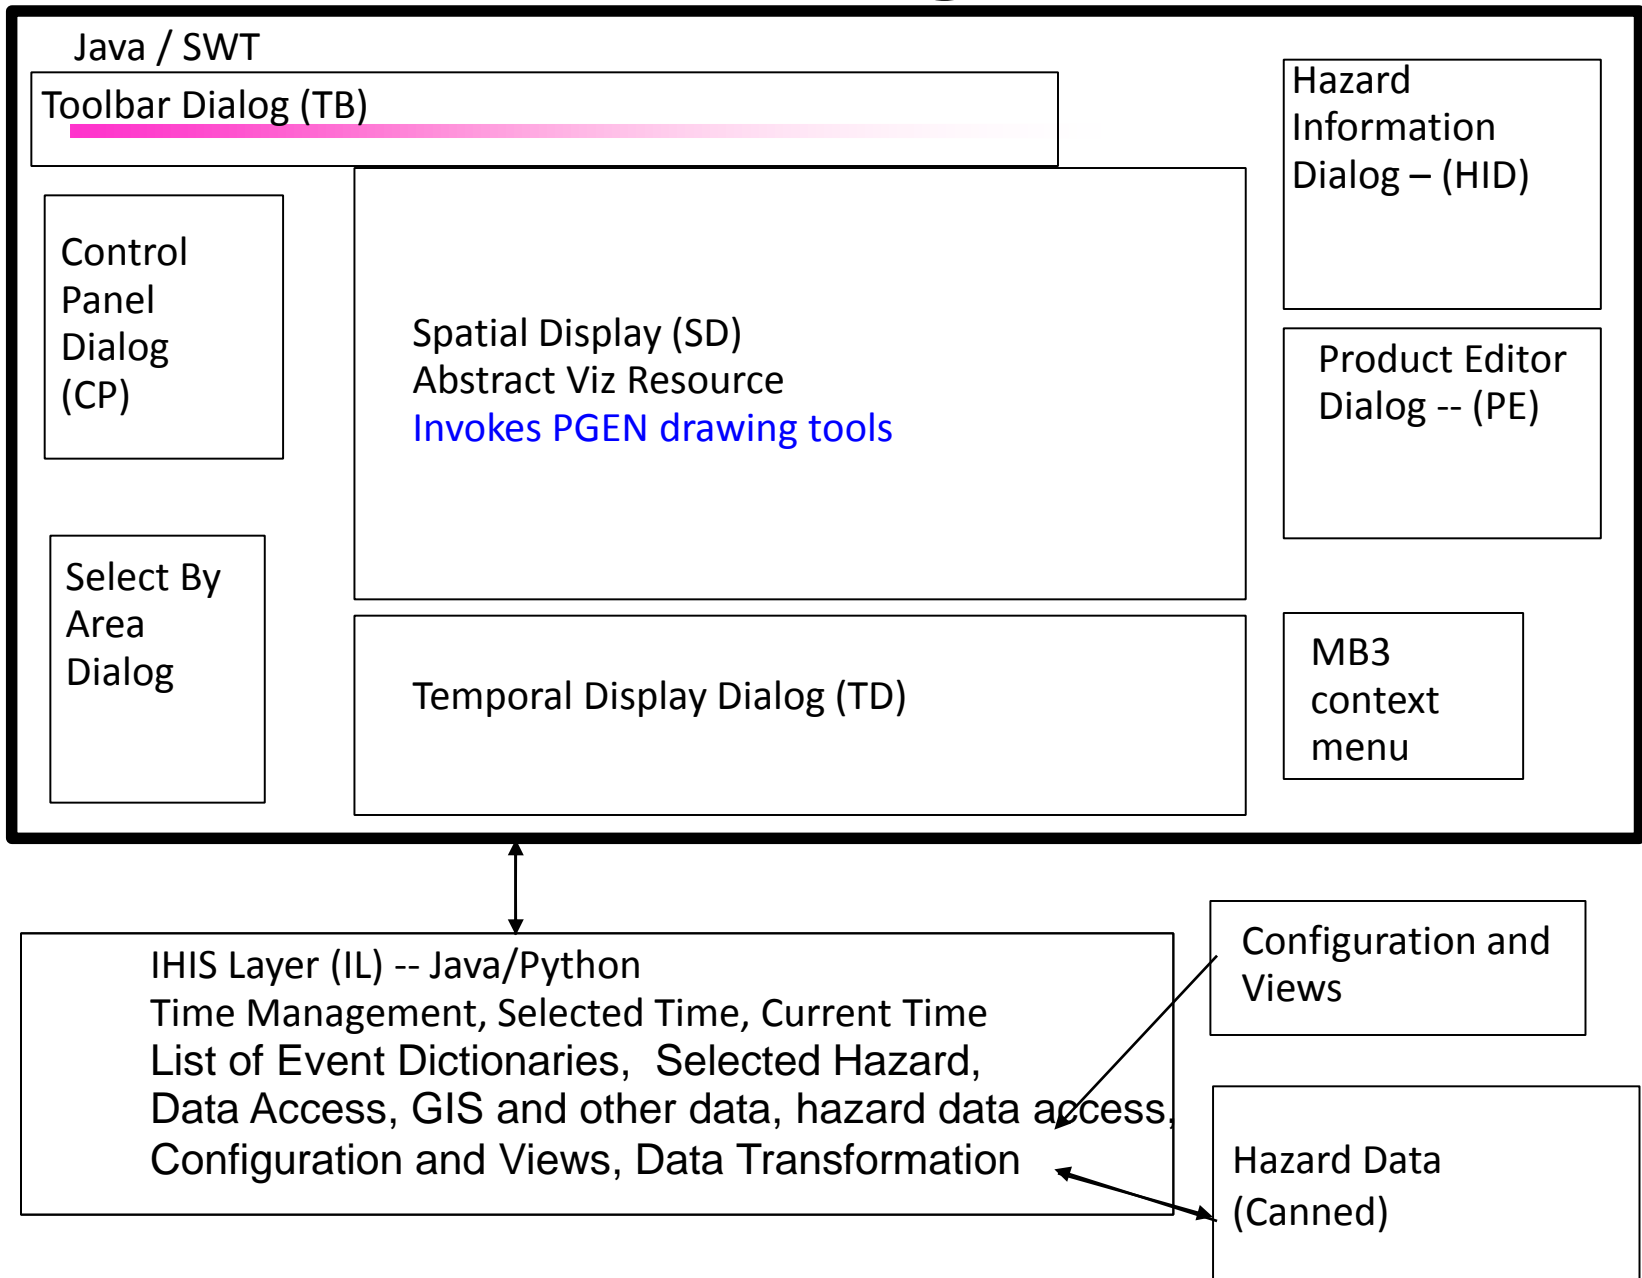 Java / SWT
Toolbar Dialog (TB)
Hazard
Information
Dialog – (HID)
Control
Panel
Dialog
(CP)
Spatial Display (SD)
Abstract Viz Resource
Invokes PGEN drawing tools
Product Editor
Dialog -- (PE)
Select By
Area
Dialog
Temporal Display Dialog (TD)
MB3
context
menu
IHIS Layer (IL) -- Java/Python
Time Management, Selected Time, Current Time
List of Event Dictionaries, Selected Hazard,
Data Access, GIS and other data, hazard data access,
Configuration and Views, Data Transformation
Configuration and
Views
Hazard Data
(Canned)